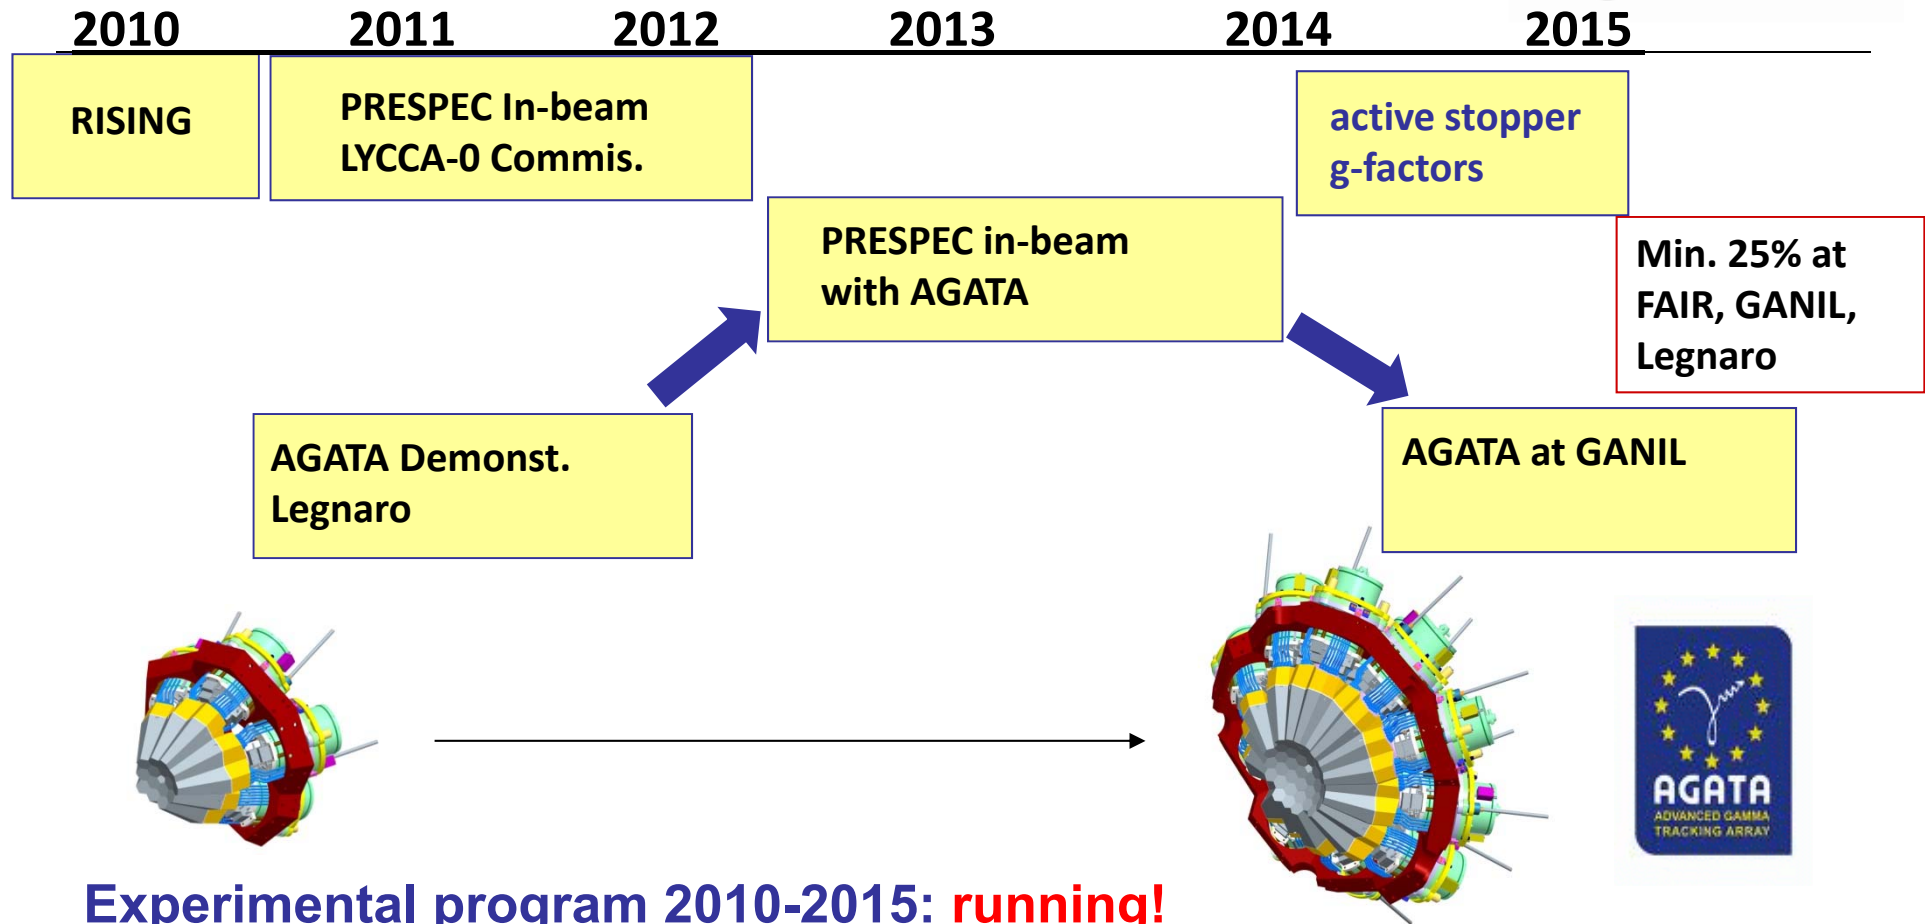 2010 2011 2012 2013 2014 2015
RISING
PRESPEC In-beam
LYCCA-0 Commis.
active stopper
g-factors
PRESPEC in-beam
with AGATA
Min. 25% at
FAIR, GANIL,
Legnaro
AGATA Demonst.
Legnaro
AGATA at GANIL
AGATA
ADVANCED GAMMA
TRACKING ARRAY
Experimental program 2010-2015: running!